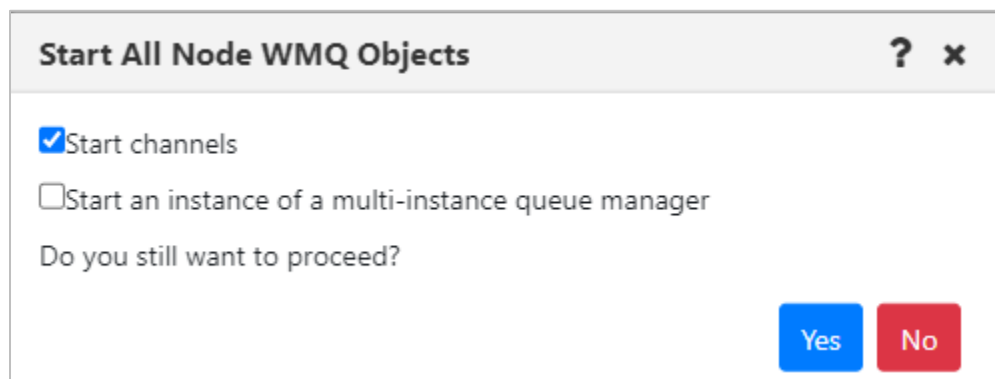 Start All Node WMQ Objects ? ×
Start channels
Start an instance of a multi-instance queue manager
Do you still want to proceed?
Yes No